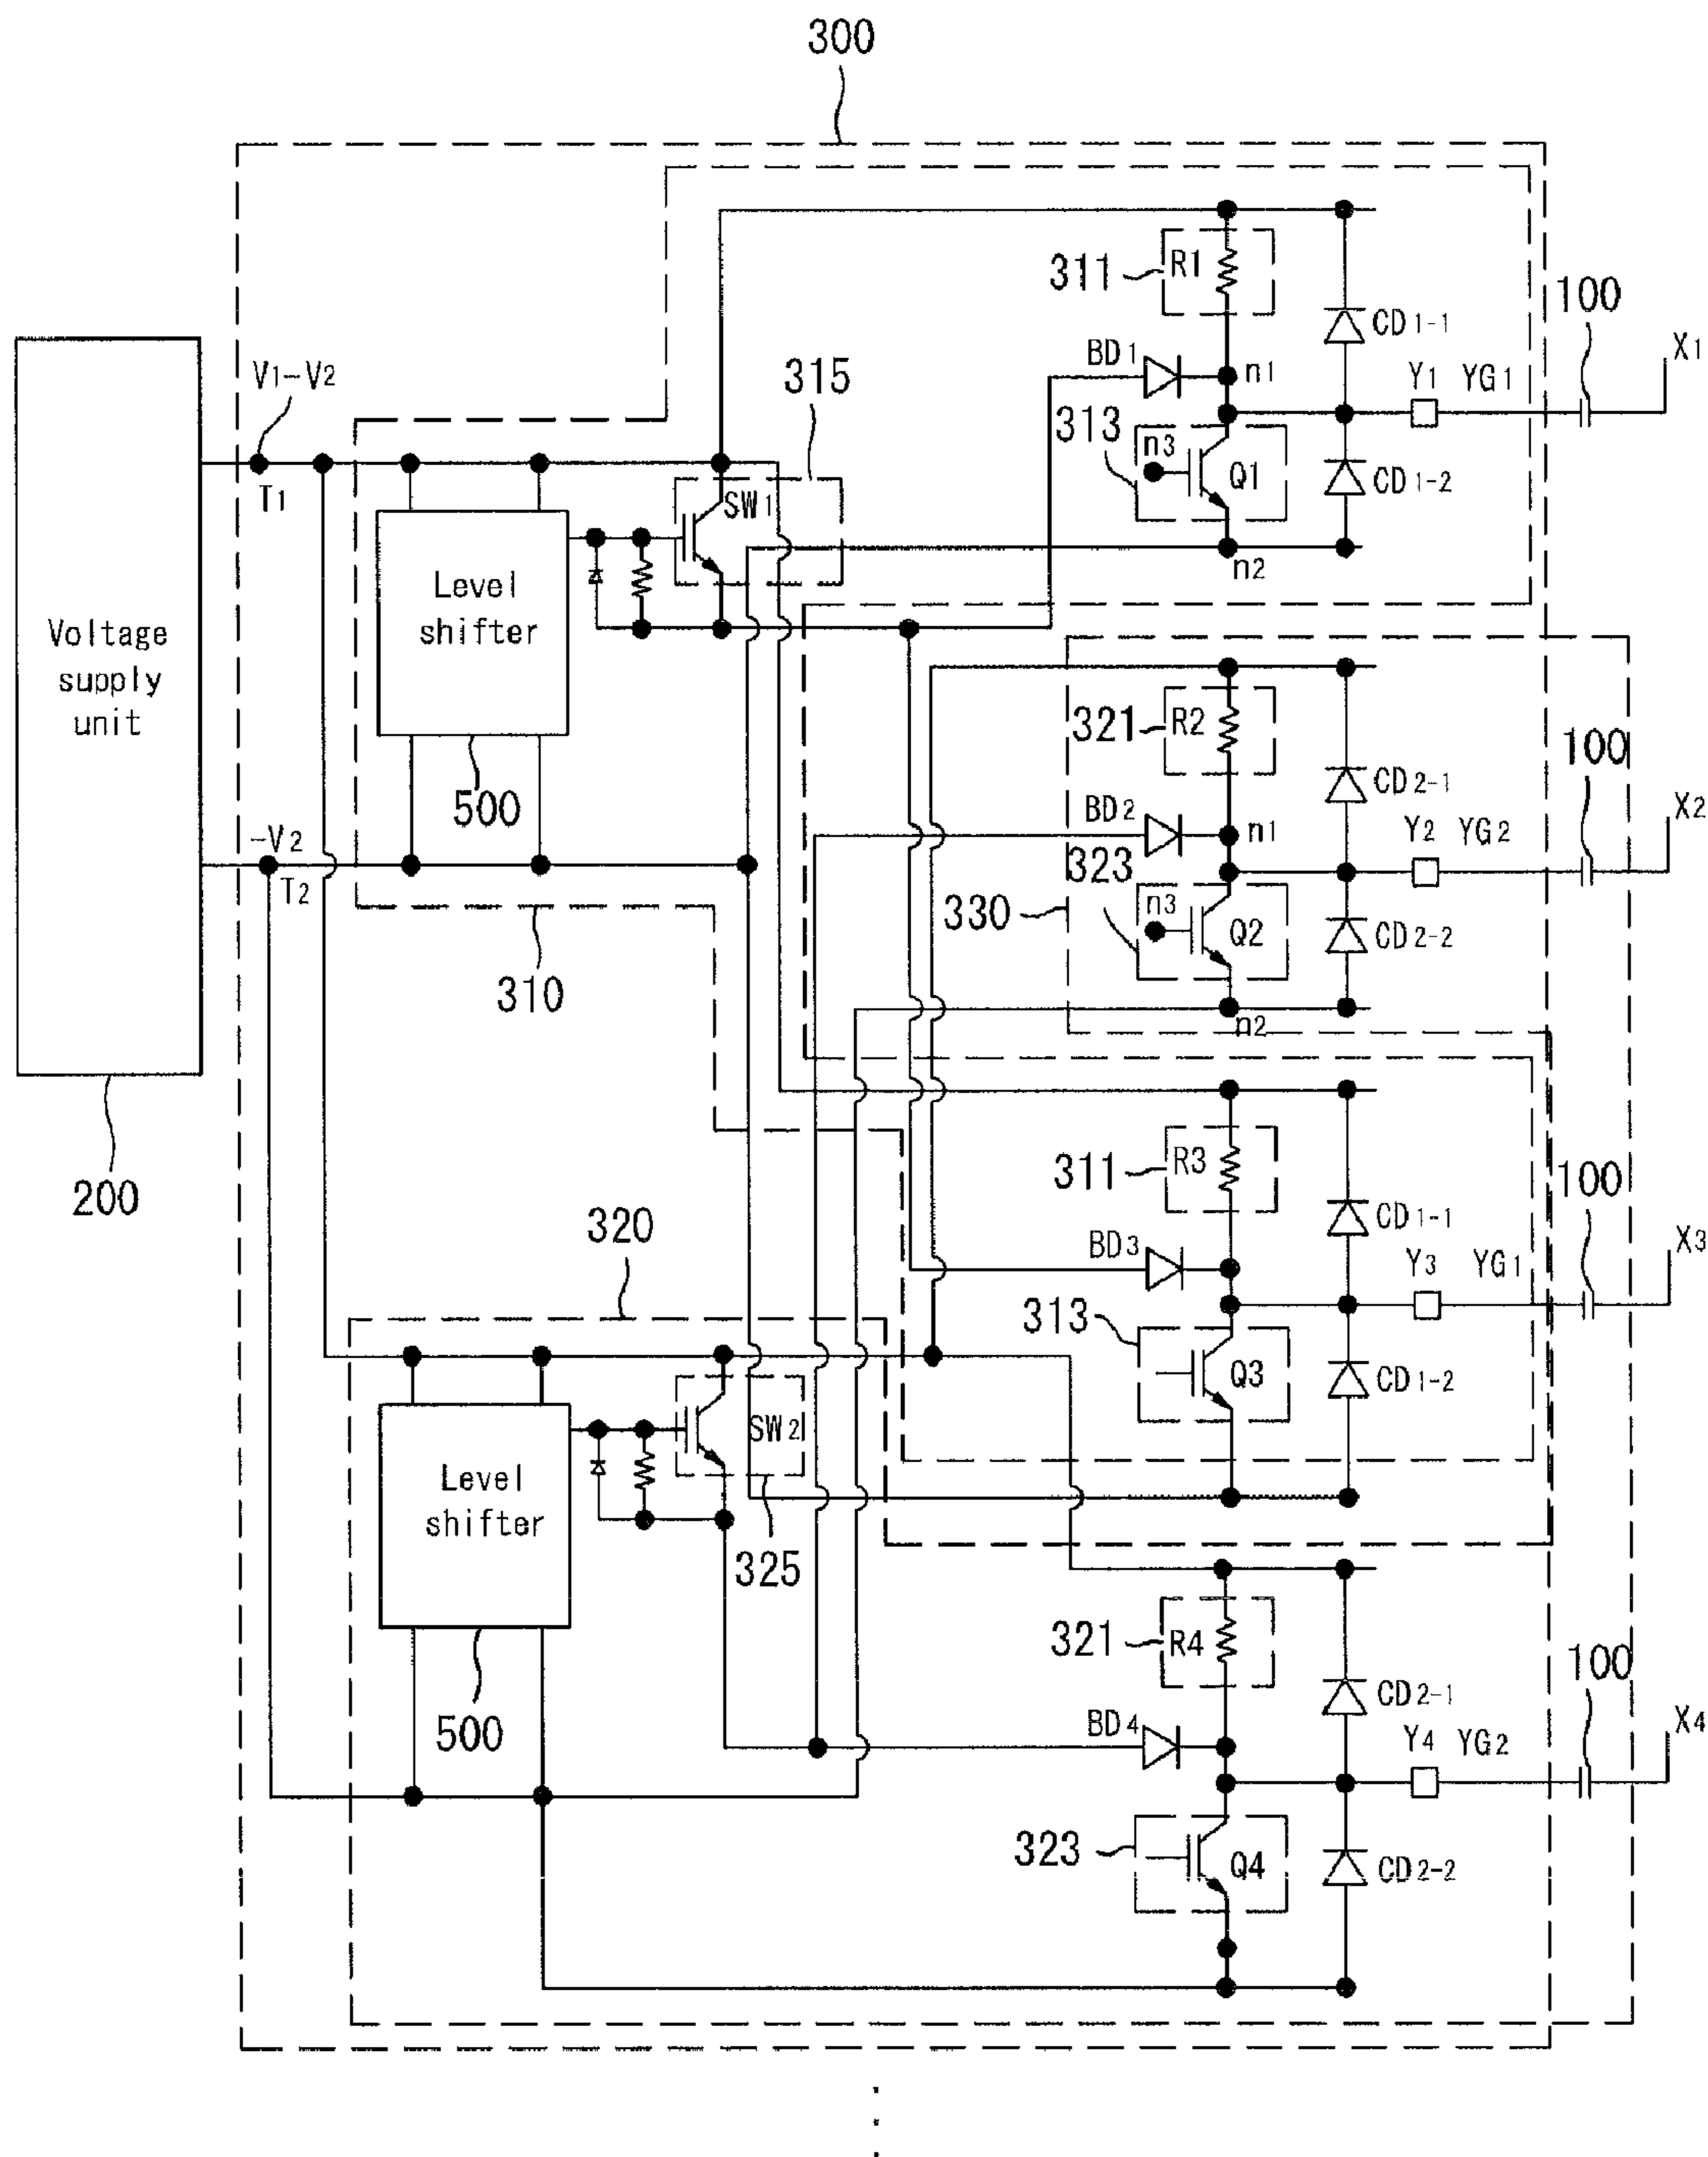 300
R1
311
100
CD1-1
X1
V1-V2
BD1
n1
315
Y1 YG1
313
n3
T1
SW1
Q1
CD1-2
n2
Level
shifter
Voltage
supply
unit
R2
321
100
CD2-1
500
BD2
n1
X2
-V2
Y2 YG2
T2
323
n3
330
Q2
CD2-2
310
n2
R3
311
100
200
CD1-1
320
BD3
X3
Y3 YG1
313
Q3
CD1-2
SW2
Level
shifter
325
R4
321
100
CD2-1
500
BD4
X4
Y4 YG2
323
Q4
CD2-2